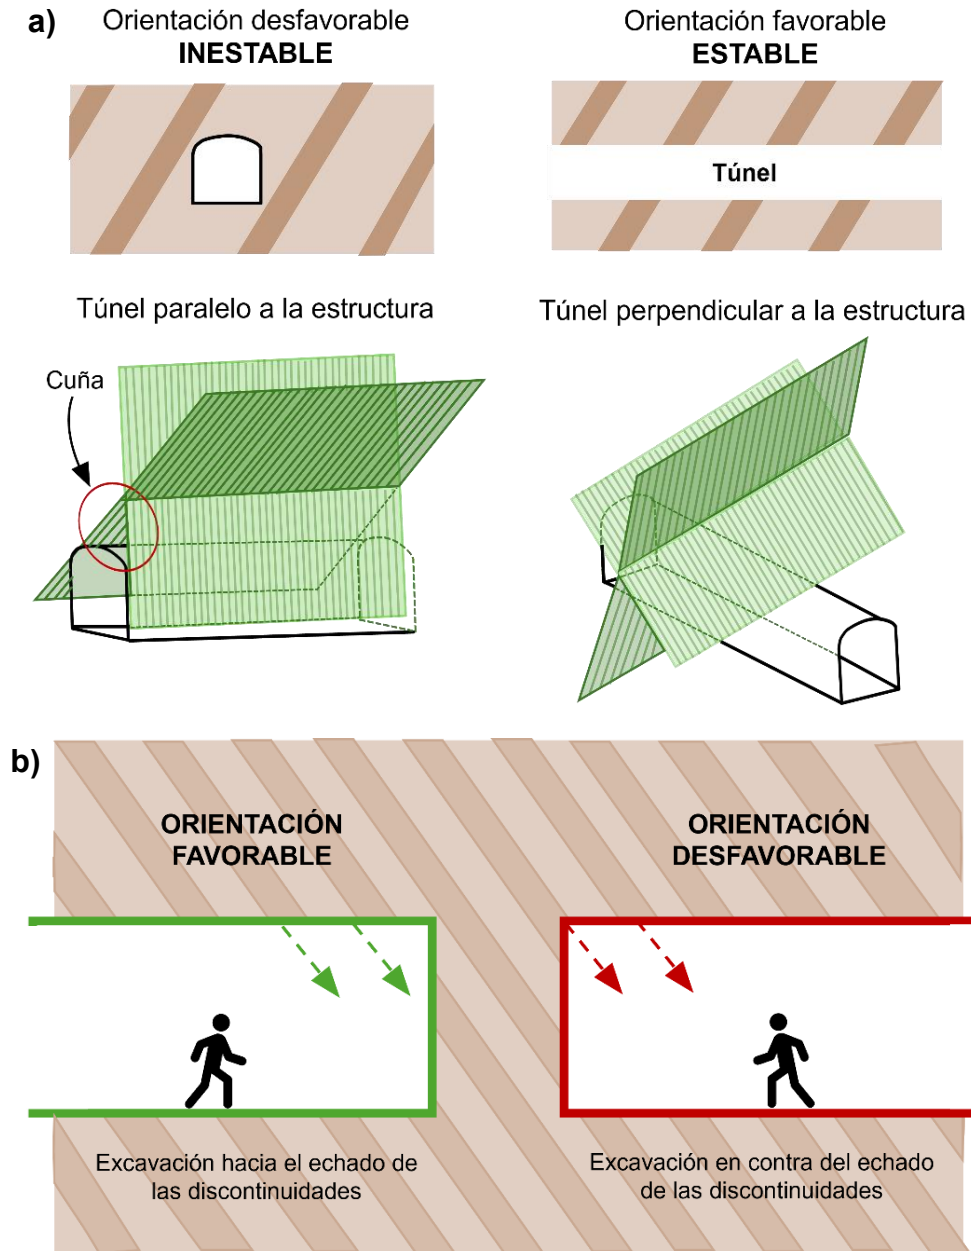 a)
Orientación desfavorable
INESTABLE
Orientación favorable
ESTABLE
Túnel
Túnel paralelo a la estructura
Túnel perpendicular a la estructura
Cuña
b)
ORIENTACIÓN
FAVORABLE
ORIENTACIÓN
DESFAVORABLE
Excavación hacia el echado de
las discontinuidades
Excavación en contra del echado
de las discontinuidades